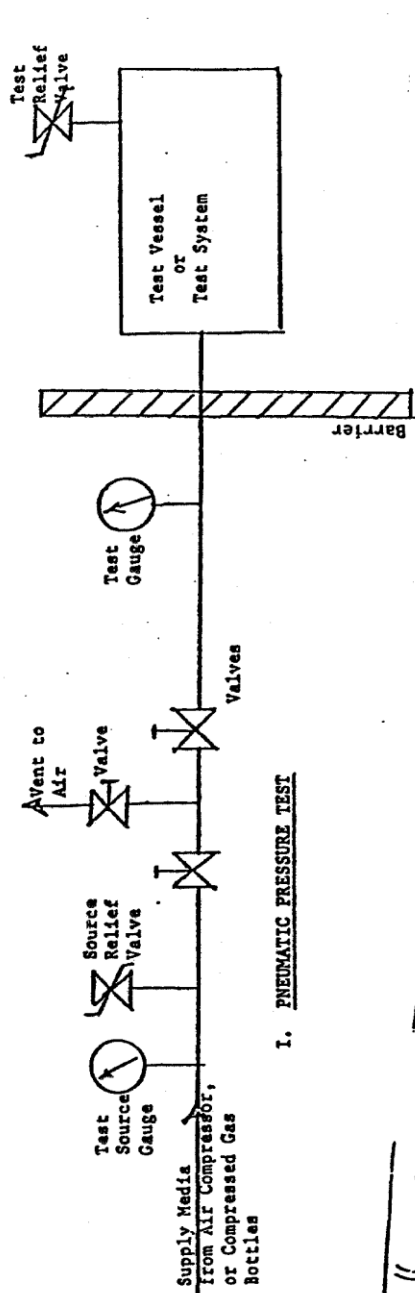 Supply Media
from Air Compressor,
or Compressed Gas
Bottles
Test
Source
Gauge
Source
Relief
Valve
Vent to
Air
Valve
Valves
Test
Gauge
Barrier
Test Vessel
or
Test System
Test
Relief
Valve
I. PNEUMATIC PRESSURE TEST